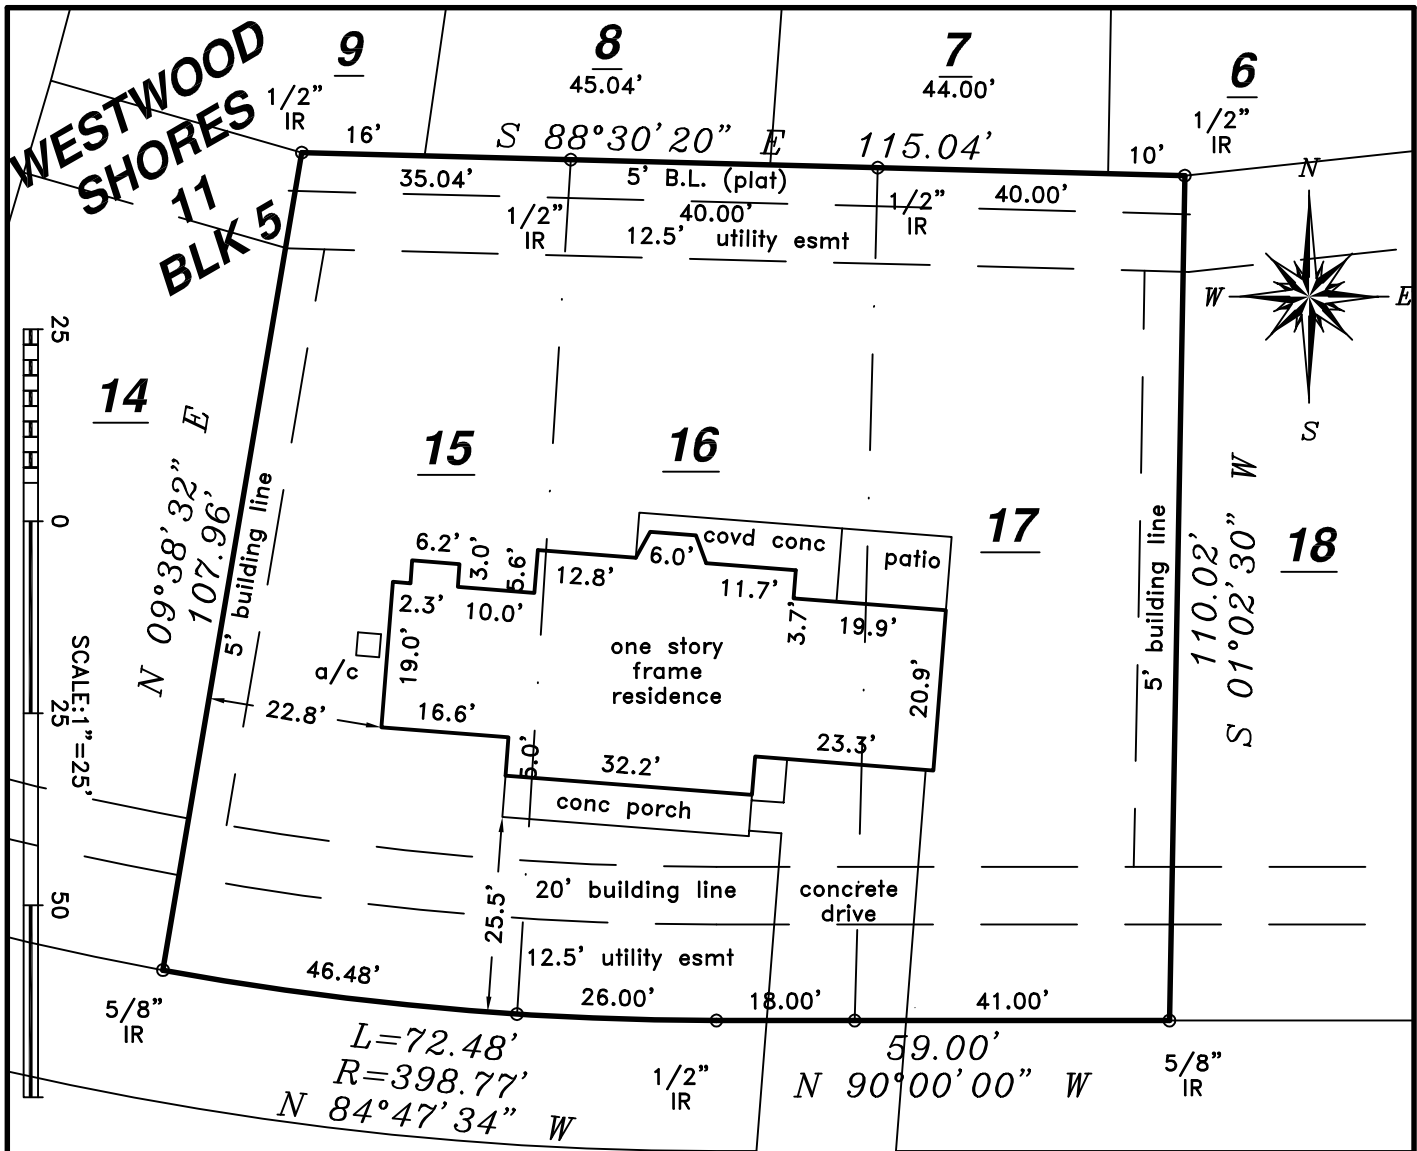 WESTWOOD
SHORES
11
BLK 5
9
8
45.04'
7
44.00'
6
1/2"
IR
16'
S 88°30'20" E 115.04'
10'
1/2"
IR
35.04'
5' B.L. (plat)
40.00'
40.00'
1/2"
IR
1/2"
IR
12.5' utility esmt
N
W
E
S
25
0
25
50
SCALE:1"=25'
14
N 09°38'32" E
107.96'
5' building line
15
16
17
18
5' building line
110.02'
S 01°02'30" W
6.2'
3.0'
5.6'
12.8'
6.0'
covd conc
patio
2.3'
10.0'
11.7'
3.7'
19.9'
19.0'
a/c
one story
frame
residence
20.9'
22.8'
16.6'
5.0'
32.2'
23.3'
conc porch
25.5'
20' building line
concrete
drive
12.5' utility esmt
46.48'
26.00'
18.00'
41.00'
5/8"
IR
L=72.48'
R=398.77'
N 84°47'34" W
1/2"
IR
59.00'
N 90°00'00" W
5/8"
IR